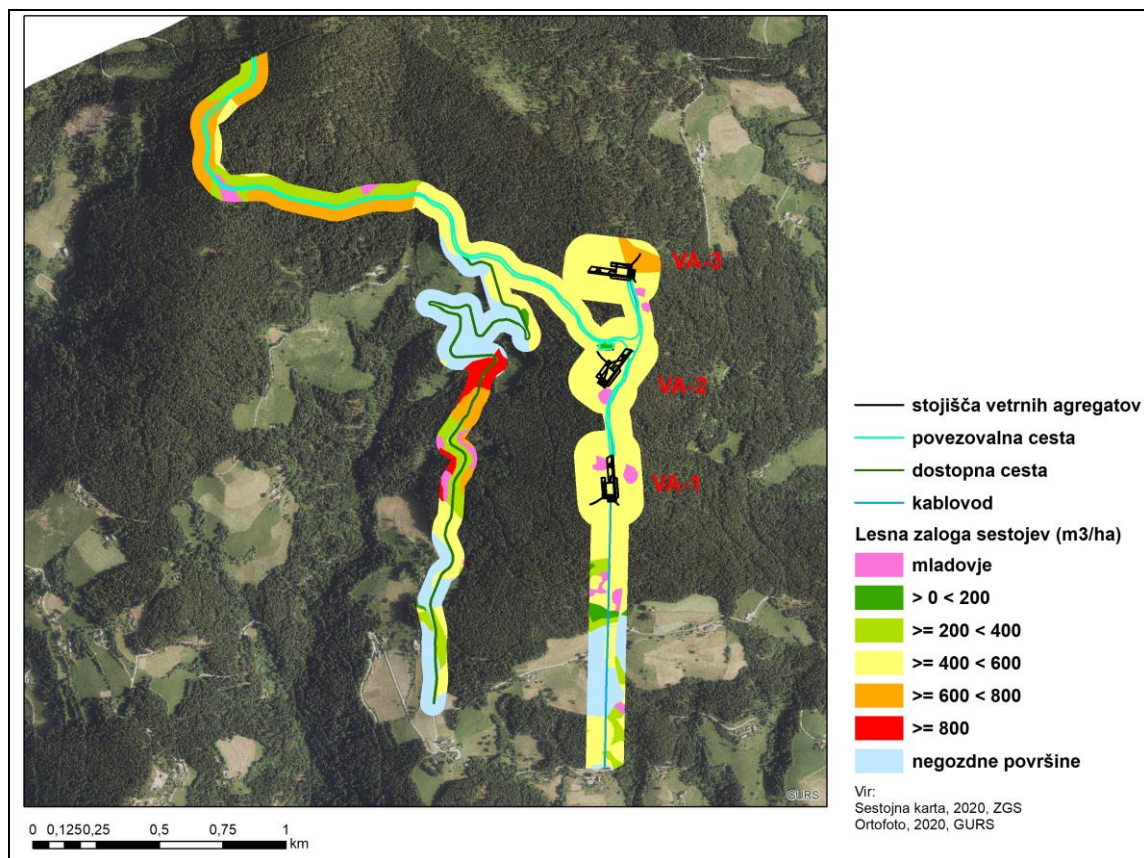 VA-3
VA-2
VA-1
GURS
stojišča vetrnih agregatov
povezovalna cesta
dostopna cesta
kablovod
Lesna zaloga sestojev (m3/ha)
mladovje
> 0 < 200
>= 200 < 400
>= 400 < 600
>= 600 < 800
>= 800
negozdne površine
Vir:
Sestojna karta, 2020, ZGS
Ortofoto, 2020, GURS
0 0,1250,25 0,5 0,75 1
km